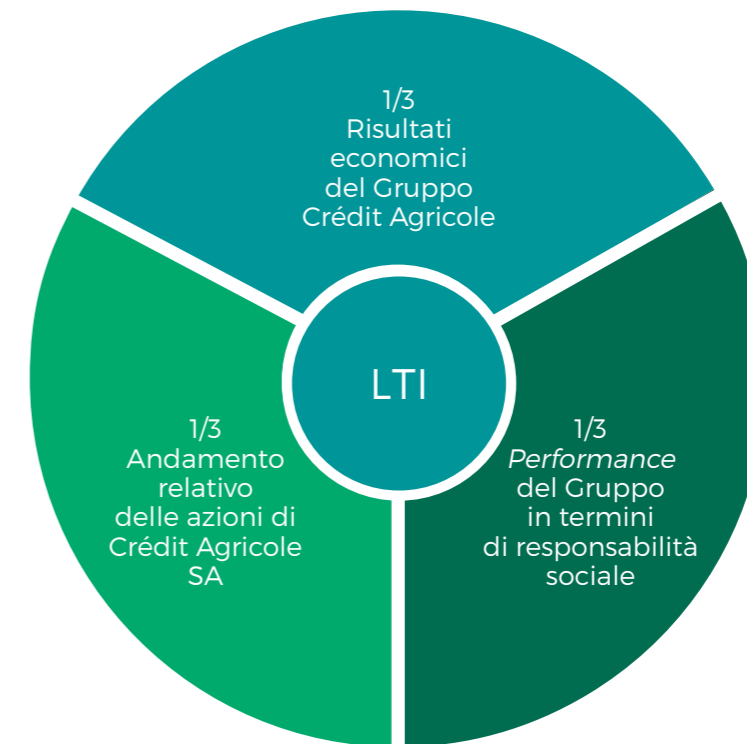 1/3
Risultati
economici
del Gruppo
Crédit Agricole
LTI
1/3
Andamento
relativo
delle azioni di
Crédit Agricole
SA
1/3
Performance
del Gruppo
in termini
di responsabilità
sociale